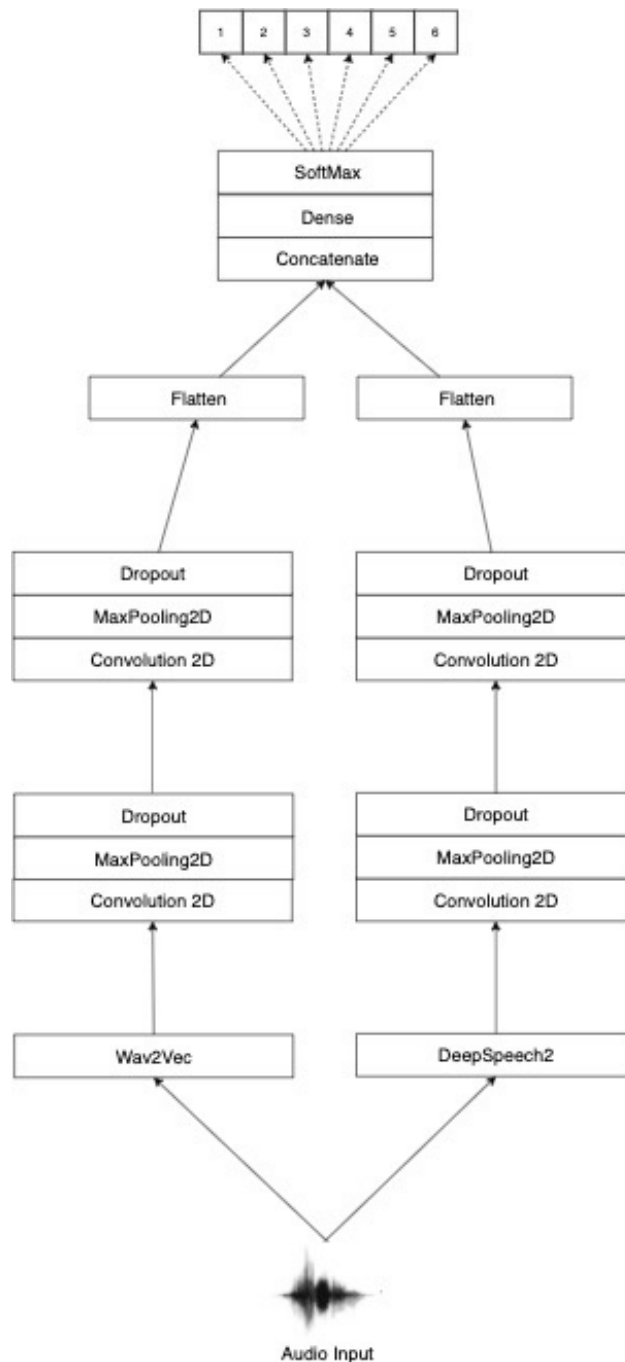 1 2 3 4 5 6
SoftMax
Dense
Concatenate
Flatten Flatten
Dropout Dropout
MaxPooling2D MaxPooling2D
Convolution 2D Convolution 2D
Dropout Dropout
MaxPooling2D MaxPooling2D
Convolution 2D Convolution 2D
Wav2Vec DeepSpeech2
Audio Input